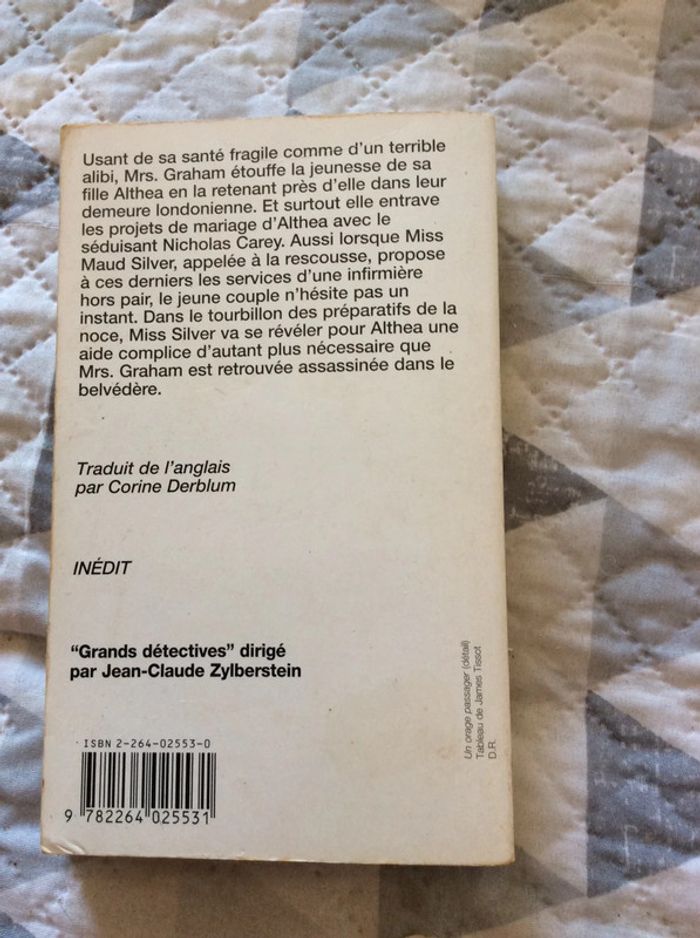 Usant de sa santé fragile comme d'un terrible
alibi, Mrs. Graham étouffe la jeunesse de sa
fille Althea en la retenant près d'elle dans leur
demeure londonienne. Et surtout elle entrave
les projets de mariage d'Althea avec le
séduisant Nicholas Carey. Aussi lorsque Miss
Maud Silver, appelée à la rescousse, propose
à ces derniers les services d'une infirmière
hors pair, le jeune couple n'hésite pas un
instant. Dans le tourbillon des préparatifs de la
noce, Miss Silver va se révéler pour Althea une
aide complice d'autant plus nécessaire que
Mrs. Graham est retrouvée assassinée dans le
belvédère.
Traduit de l'anglais
par Corine Derblum
INÉDIT
"Grands détectives" dirigé
par Jean-Claude Zylberstein
Un orage passager (détail)
Tableau de James Tissot
D.R.
ISBN 2-264-02553-0
9 782264 025531